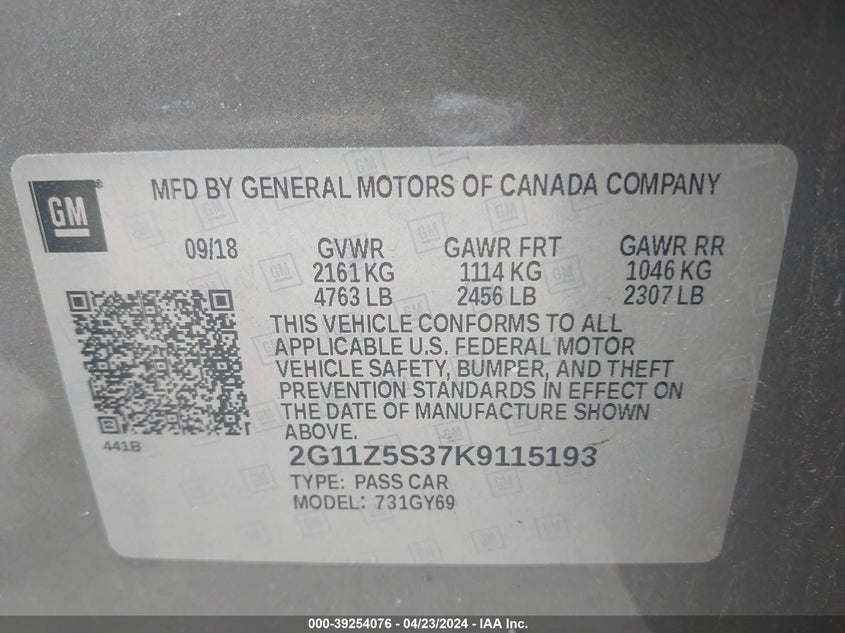 GM
MFD BY GENERAL MOTORS OF CANADA COMPANY
09/18 GVWR GAWR FRT GAWR RR
2161 KG 1114 KG 1046 KG
4763 LB 2456 LB 2307 LB
THIS VEHICLE CONFORMS TO ALL
APPLICABLE U.S. FEDERAL MOTOR
VEHICLE SAFETY, BUMPER, AND THEFT
PREVENTION STANDARDS IN EFFECT ON
THE DATE OF MANUFACTURE SHOWN
ABOVE.
441B
2G11Z5S37K9115193
TYPE: PASS CAR
MODEL: 731GY69
000-39254076 - 04/23/2024 - IAA Inc.